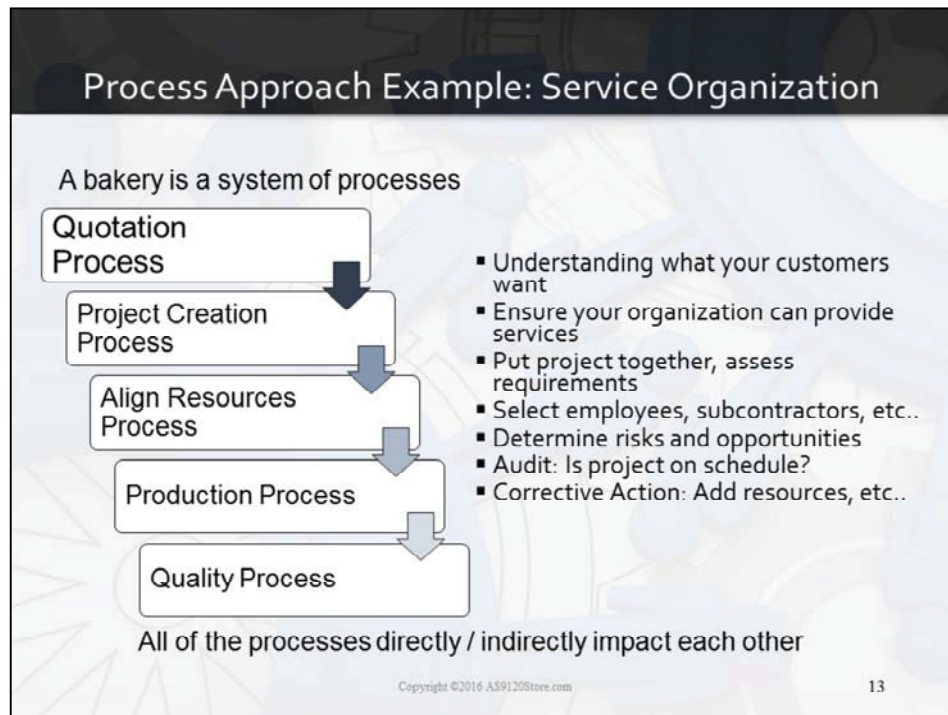 Process Approach Example: Service Organization
A bakery is a system of processes
Quotation
Process
Project Creation
Process
Align Resources
Process
Production Process
Quality Process
▪ Understanding what your customers
want
▪ Ensure your organization can provide
services
▪ Put project together, assess
requirements
▪ Select employees, subcontractors, etc..
▪ Determine risks and opportunities
▪ Audit: Is project on schedule?
▪ Corrective Action: Add resources, etc..
All of the processes directly / indirectly impact each other
Copyright ©2016 AS9120Store.com
13